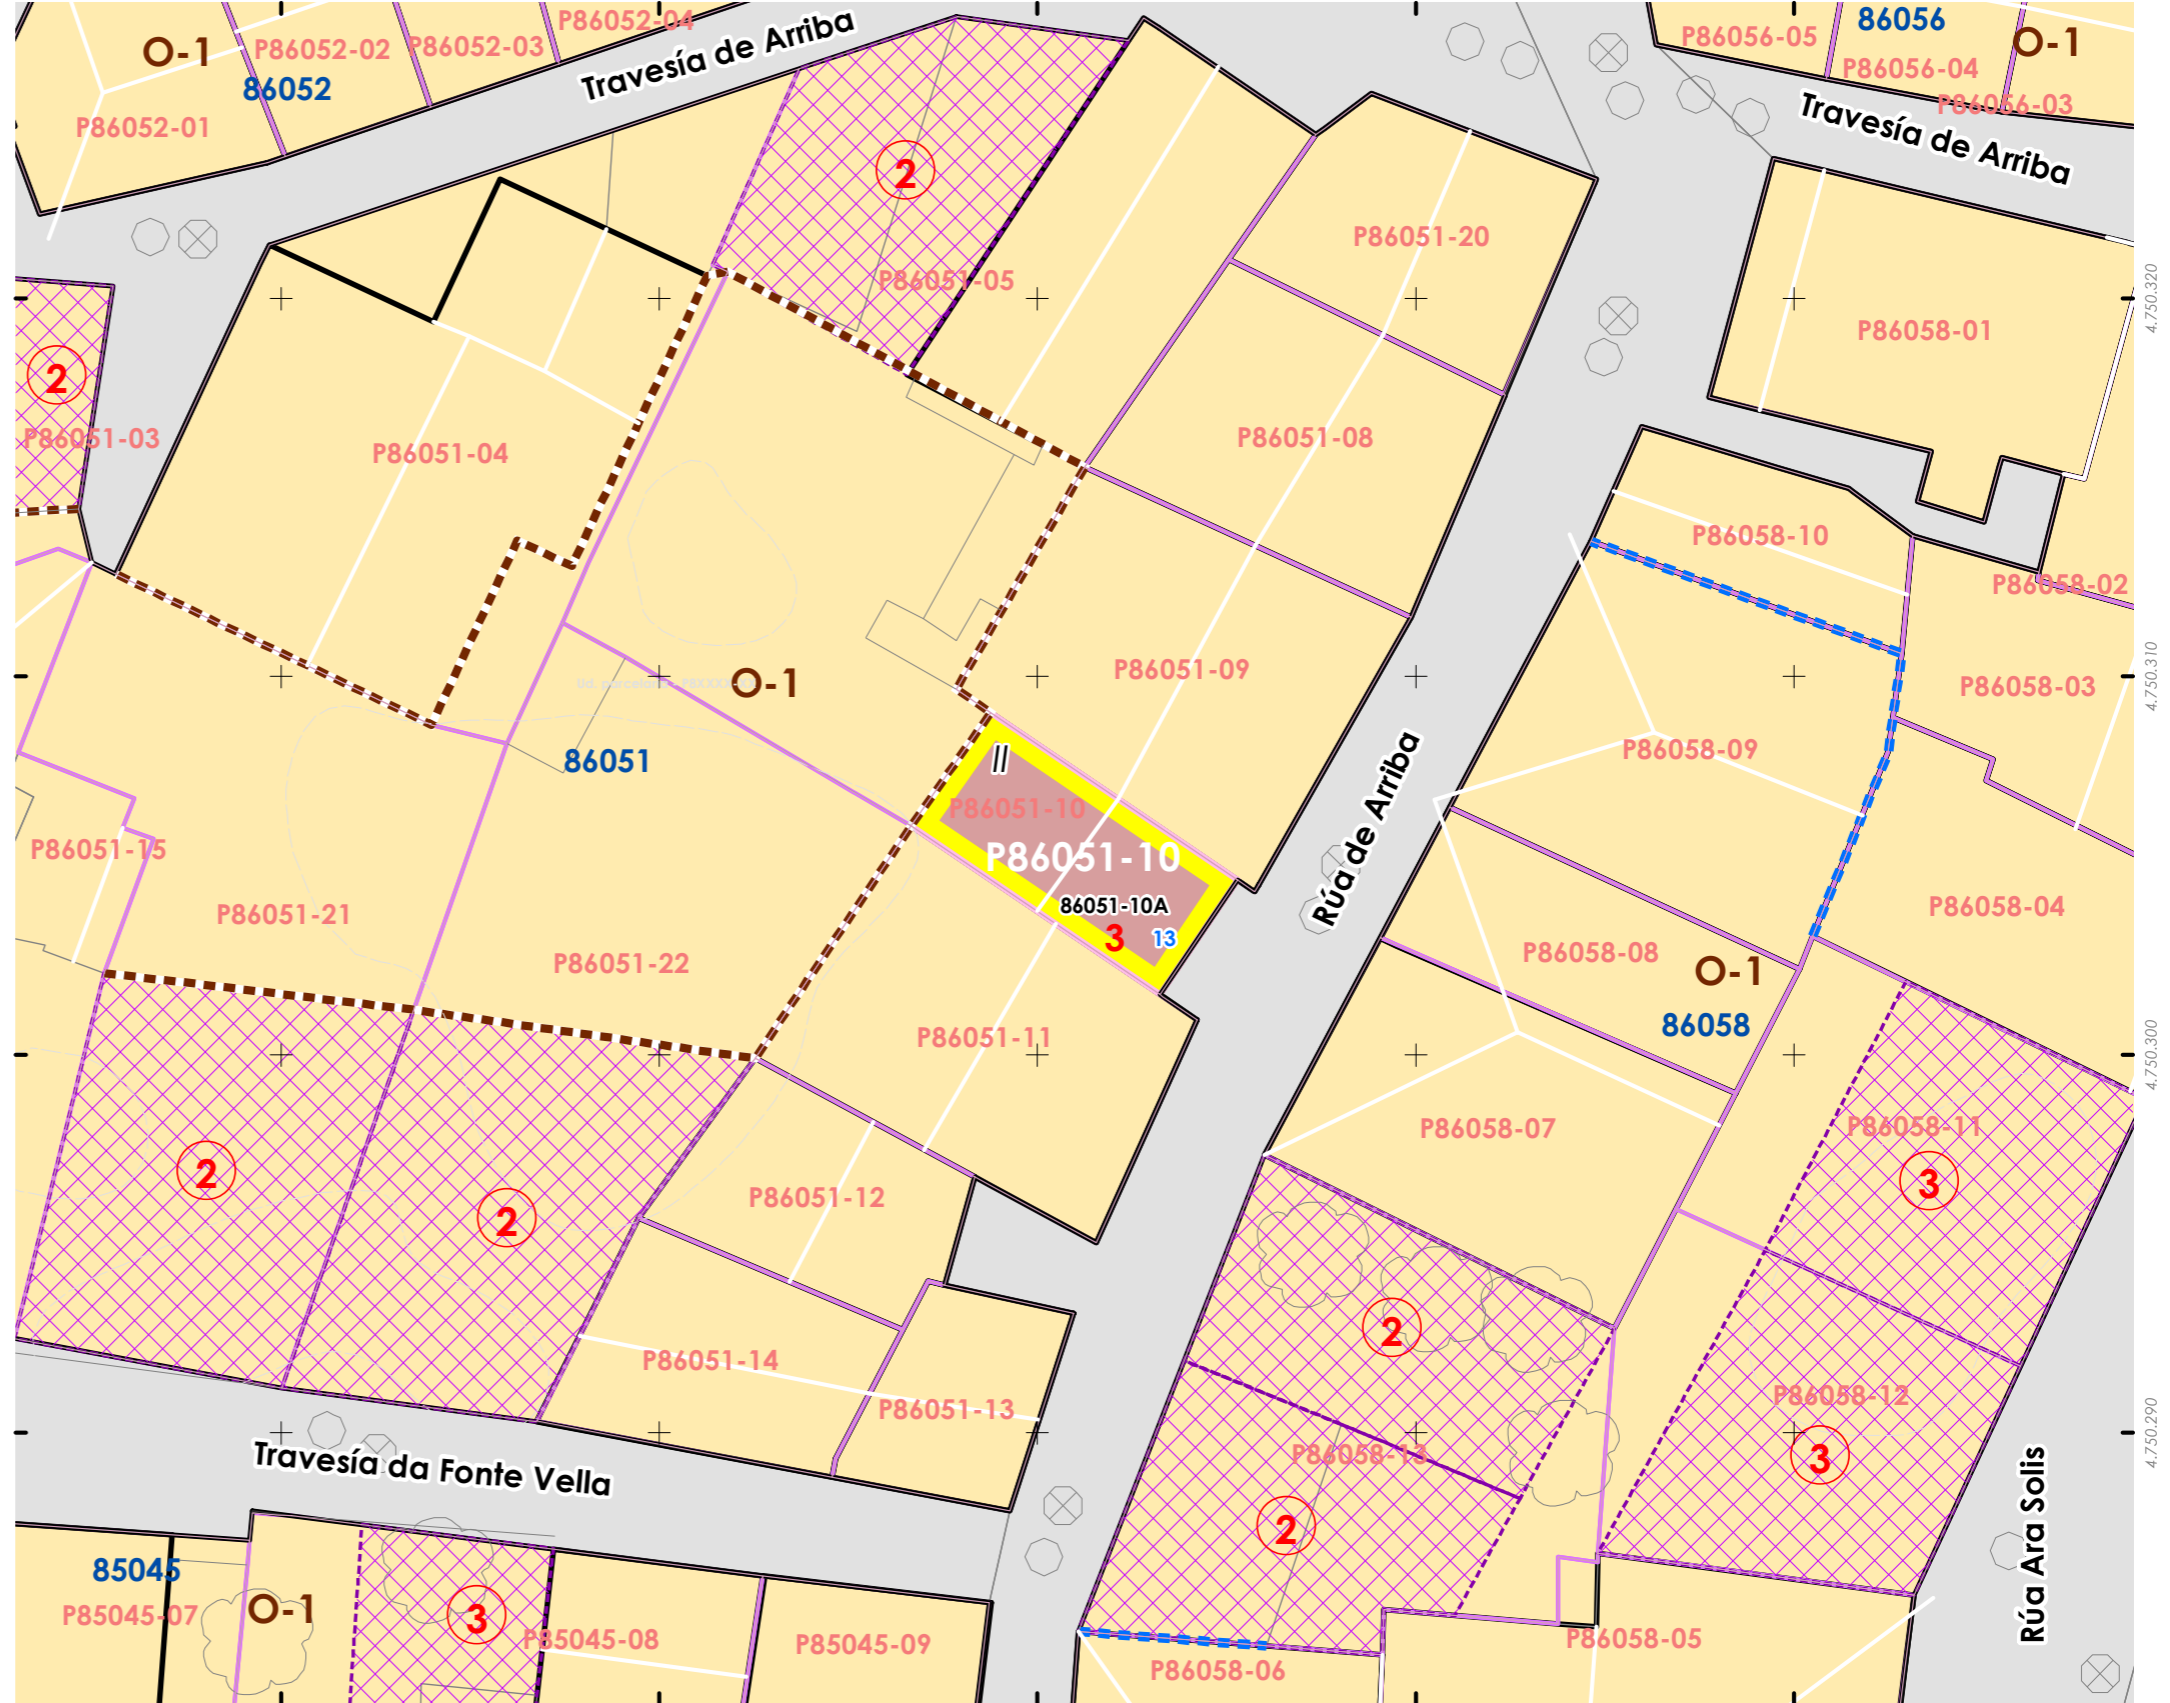 P86052-04
O-1
P86052-02
P86052-03
Travesía de Arriba
86052
P86052-01
P86056-05
86056
O-1
P86056-04
P86056-03
Travesía de Arriba
2
P86051-20
P86051-05
P86058-01
4.750.320
2
P86051-03
P86051-04
P86051-08
P86058-10
P86058-02
P86051-09
O-1
P86058-03
4.750.310
86051
II
P86058-09
P86051-10
P86051-10
86051-10A
3
13
Rúa de Arriba
P86051-15
P86051-21
P86051-22
P86058-04
P86058-08
O-1
86058
P86051-11
4.750.300
P86058-07
P86058-11
3
2
2
P86051-12
2
P86051-14
P86051-13
P86058-12
3
P86058-13
2
4.750.290
Travesía da Fonte Vella
Rúa Ara Solis
85045
P85045-07
O-1
3
P85045-08
P85045-09
P86058-05
P86058-06